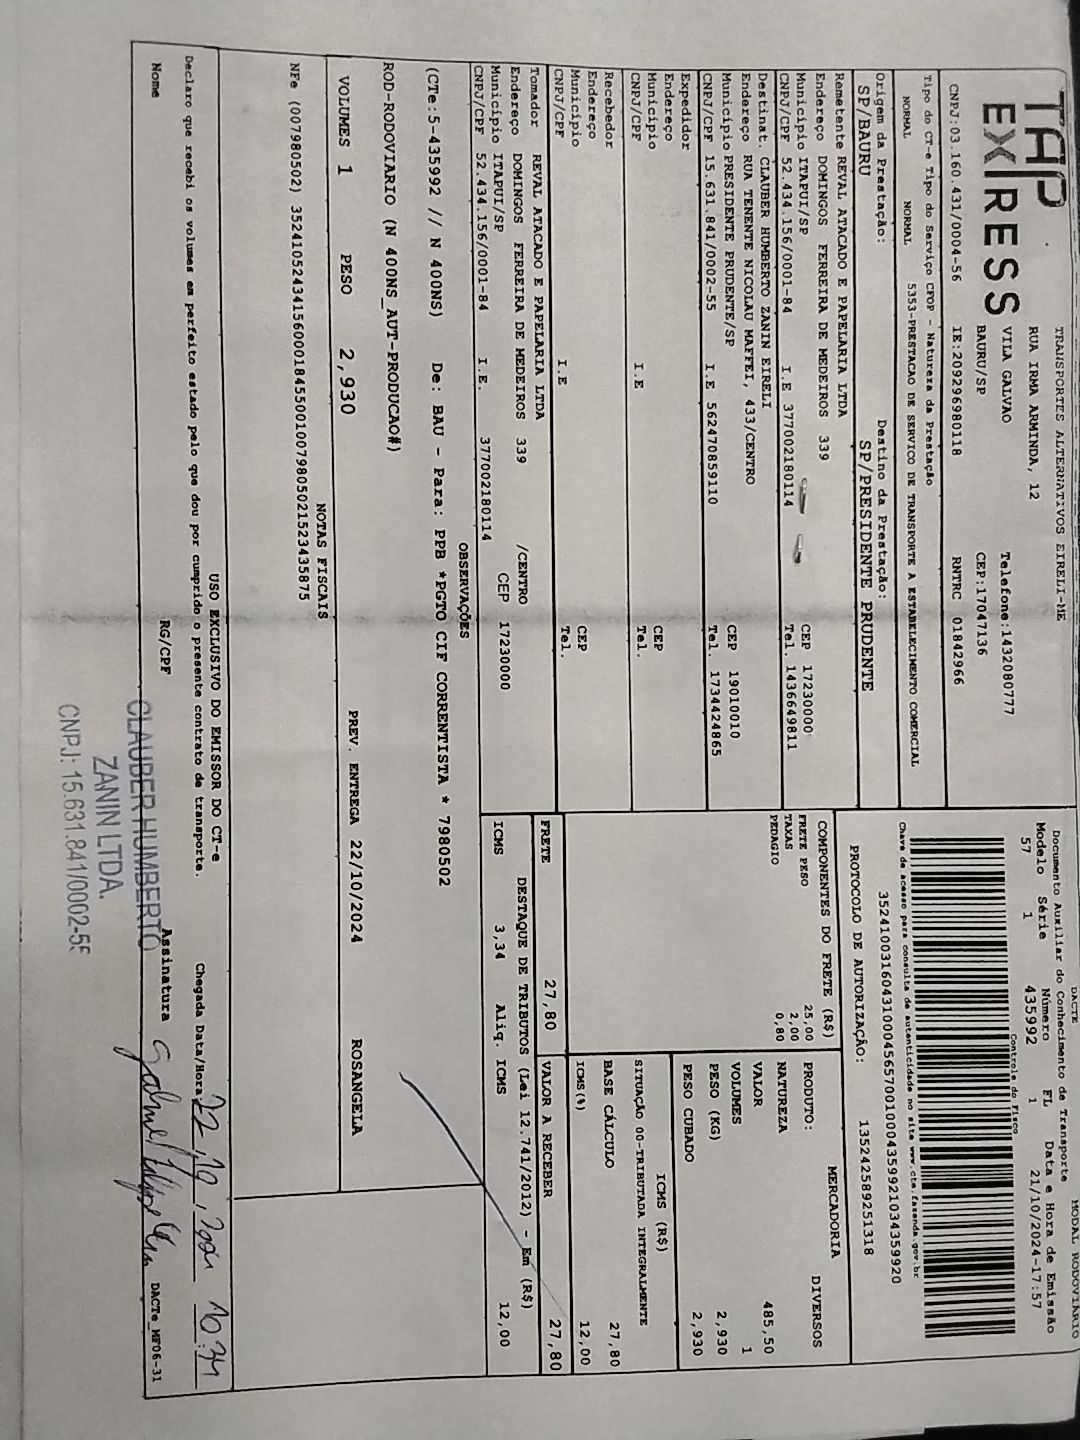 TRANSPORTES ALTERNATIVOS EIRELI-ME
TAP EXPRESS
RUA IRMA ARMINDA, 12
Telefone:1432080777
VILA GALVAO
CEP:17047136
BAURU/SP
CNPJ:03.160.431/0004-56 IE:209296980118 RNTRC 01842966
Tipo do CT-e Tipo do Serviço CFOP - Natureza da Prestação
NORMAL NORMAL 5353-PRESTACAO DE SERVICO DE TRANSPORTE A ESTABELECIMENTO COMERCIAL
Origem da Prestação: Destino da Prestação:
SP/BAURU SP/PRESIDENTE PRUDENTE
DACTE MODAL RODOVIARIO
Documento Auxiliar do Conhecimento de Transporte
Modelo Série Número FL Data e Hora de Emissão
57 1 435992 1 21/10/2024-17:57
Controle do Fisco
Chave de acesso para consulta de autenticidade no site www.cte.fazenda.gov.br
35241003160431000456570010004359921034359920
PROTOCOLO DE AUTORIZAÇÃO: 135242589251318
Remetente REVAL ATACADO E PAPELARIA LTDA
Endereço DOMINGOS FERREIRA DE MEDEIROS 339
Município ITAPUI/SP CEP 17230000
CNPJ/CPF 52.434.156/0001-84 I.E 377002180114 Tel. 1436649811
Destinat. CLAUBER HUMBERTO ZANIN EIRELI
Endereço RUA TENENTE NICOLAU MAFFEI, 433/CENTRO
Município PRESIDENTE PRUDENTE/SP CEP 19010010
CNPJ/CPF 15.631.841/0002-55 I.E 562470859110 Tel. 17344424865
Expedidor
Endereço
Município CEP
CNPJ/CPF I.E Tel.
Recebedor
Endereço
Município CEP
CNPJ/CPF I.E Tel.
Tomador REVAL ATACADO E PAPELARIA LTDA
Endereço DOMINGOS FERREIRA DE MEDEIROS 339 /CENTRO
Município ITAPUI/SP CEP 17230000
CNPJ/CPF 52.434.156/0001-84 I.E. 377002180114
COMPONENTES DO FRETE (R$)
FRETE PESO 25,00
TAXAS 2,00
PEDAGIO 0,80
MERCADORIA
PRODUTO: DIVERSOS
NATUREZA
VALOR 485,50
VOLUMES 1
PESO (KG) 2,930
PESO CUBADO 2,930
ICMS (R$)
SITUAÇÃO 00-TRIBUTADA INTEGRALMENTE
BASE CÁLCULO 27,80
ICMS(%) 12,00
FRETE 27,80 VALOR A RECEBER 27,80
DESTAQUE DE TRIBUTOS (Lei 12.741/2012) - Em (R$)
ICMS 3,34 Aliq. ICMS 12,00
OBSERVAÇÕES
(CTe:5-435992 // N 400NS) De: BAU - Para: PPB *PGTO CIF CORRENTISTA * 7980502
ROD-RODOVIARIO (N 400NS_AUT-PRODUCAO#)
VOLUMES 1 PESO 2,930 PREV. ENTREGA 22/10/2024 ROSANGELA
NOTAS FISCAIS
NFe (007980502) 35241052434156000184550010079805021523435875
USO EXCLUSIVO DO EMISSOR DO CT-e
Declaro que recebi os volumes em perfeito estado pelo que dou por cumprido o presente contrato de transporte. Chegada Data/Hora 22,10, 10:34
Nome RG/CPF Assinatura DACTe_MF06-31
CLAUBER HUMBERTO
ZANIN LTDA.
CNPJ: 15.631.841/0002-55